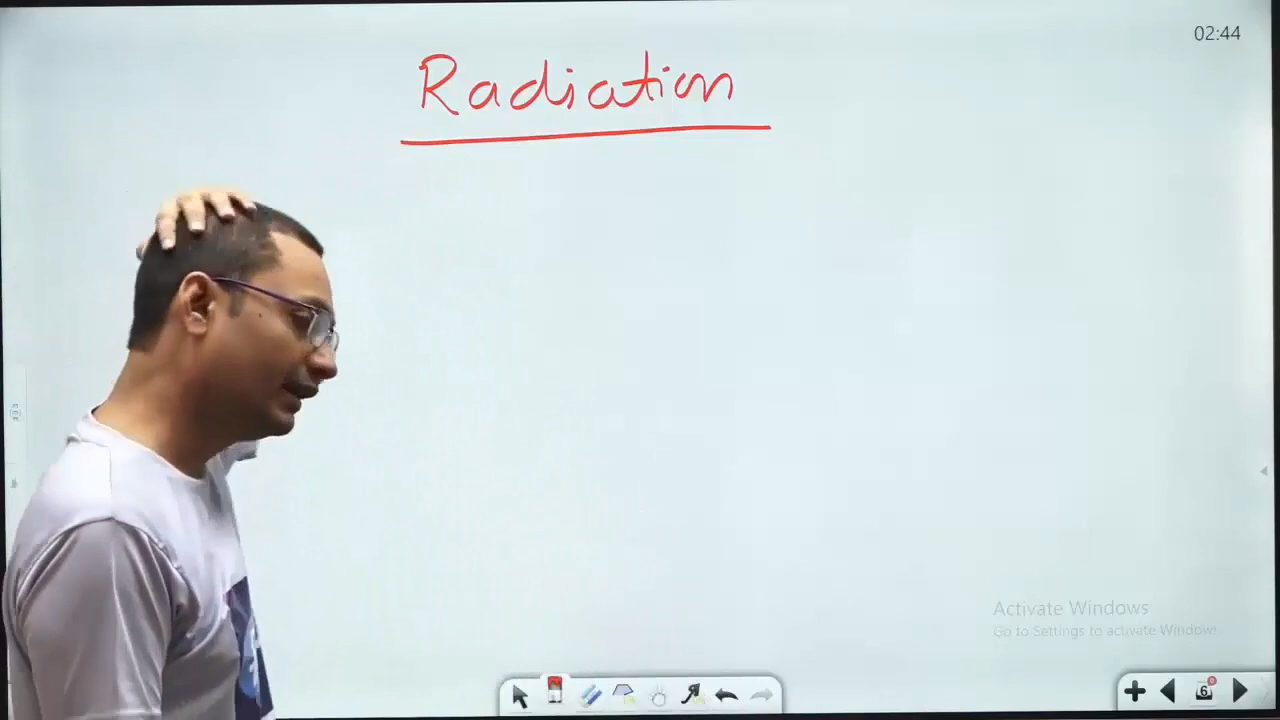 02:44
Radiation
Activate Windows
Go to Settings to activate Windows.
6